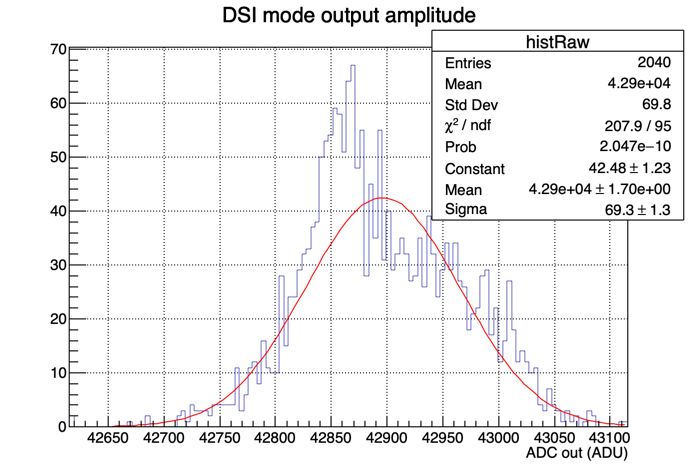 DSI mode output amplitude
histRaw
Entries 2040
Mean 4.29e+04
Std Dev 69.8
χ² / ndf 207.9 / 95
Prob 2.047e−10
Constant 42.48 ± 1.23
Mean 4.29e+04 ± 1.70e+00
Sigma 69.3 ± 1.3
70
60
50
40
30
20
10
0
42650 42700 42750 42800 42850 42900 42950 43000 43050 43100
ADC out (ADU)